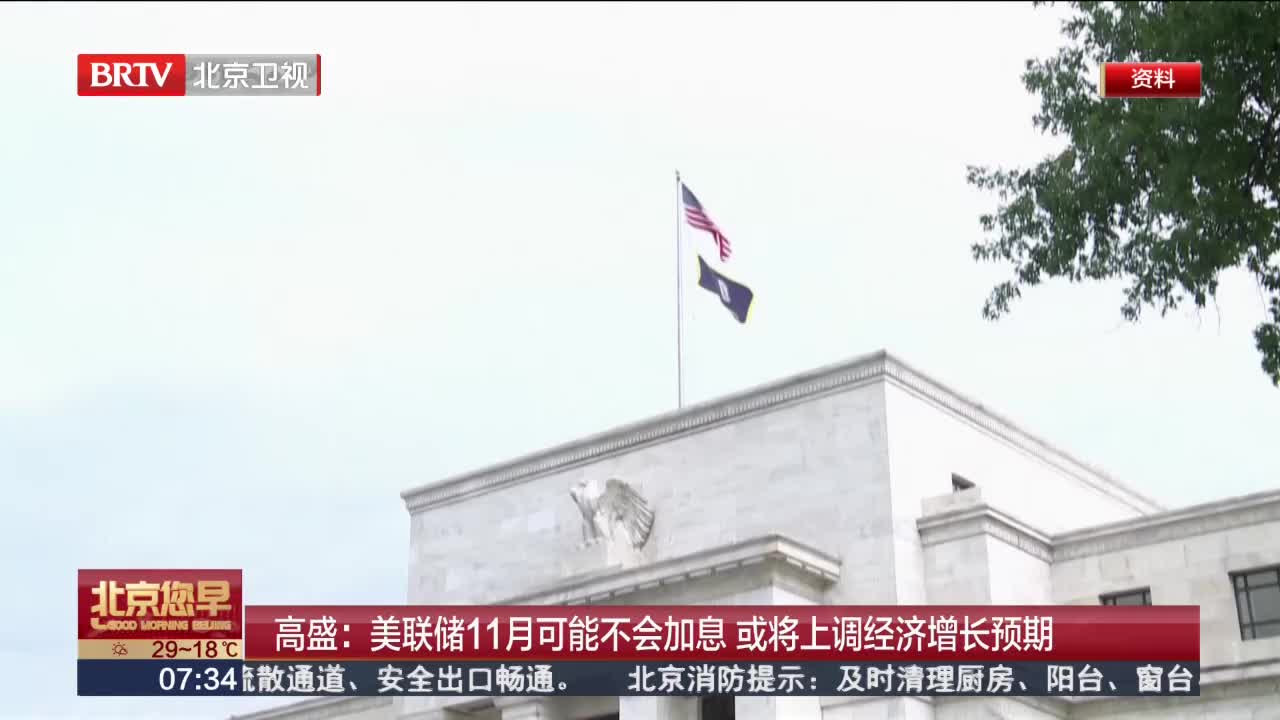 BRTV 北京卫视
资料
北京您早
GOOD MORNING BEIJING
高盛：美联储11月可能不会加息 或将上调经济增长预期
29~18℃
07:34
散通道、安全出口畅通。 北京消防提示：及时清理厨房、阳台、窗台